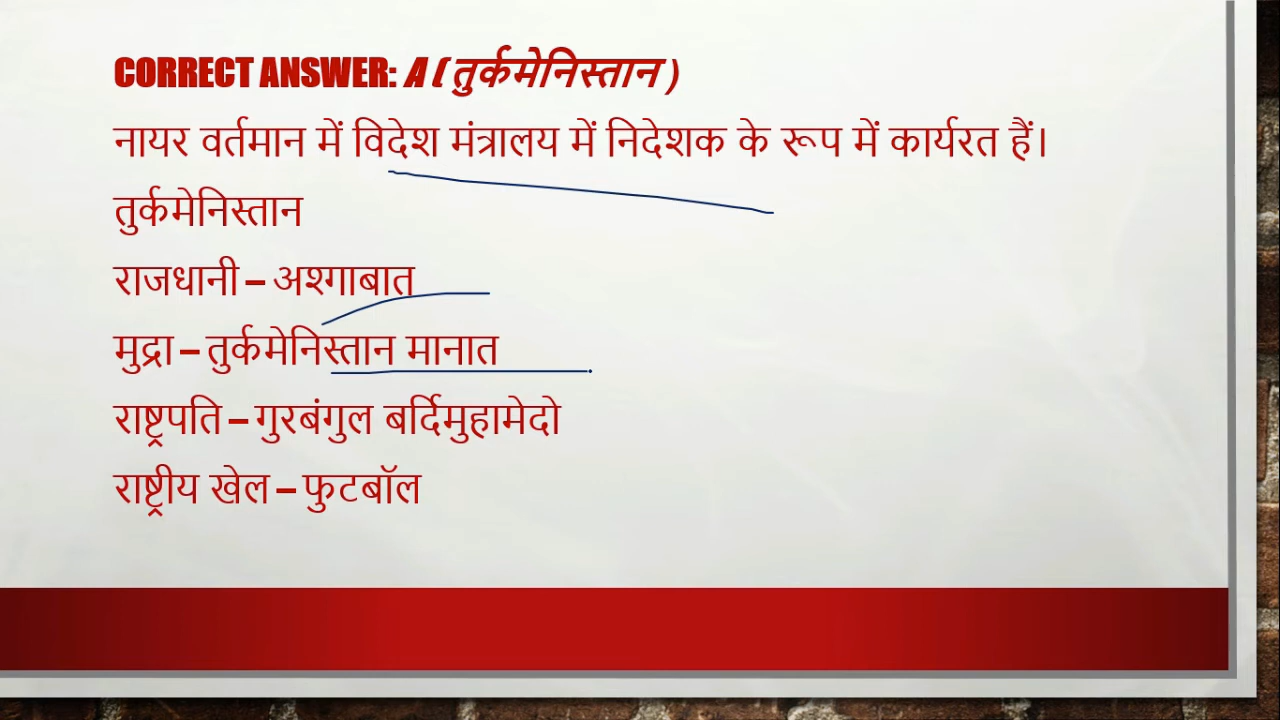 CORRECT ANSWER: A ( तुर्कमेनिस्तान )
नायर वर्तमान में विदेश मंत्रालय में निदेशक के रूप में कार्यरत हैं।
तुर्कमेनिस्तान
राजधानी – अश्गाबात
मुद्रा – तुर्कमेनिस्तान मानात
राष्ट्रपति – गुरबंगुल बर्दिमुहामेदो
राष्ट्रीय खेल – फुटबॉल